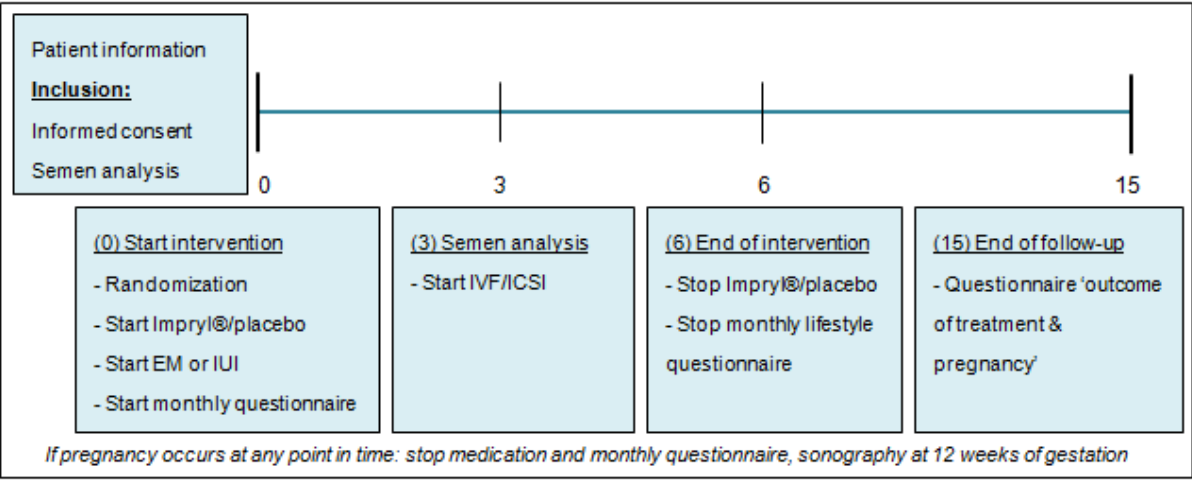 Patient information
Inclusion:
Informed consent
Semen analysis
0
3
6
15
(0) Start intervention
- Randomization
- Start Impryl®/placebo
- Start EM or IUI
- Start monthly questionnaire
(3) Semen analysis
- Start IVF/ICSI
(6) End of intervention
- Stop Impryl®/placebo
- Stop monthly lifestyle
questionnaire
(15) End of follow-up
- Questionnaire ‘outcome
of treatment &
pregnancy’
If pregnancy occurs at any point in time: stop medication and monthly questionnaire, sonography at 12 weeks of gestation